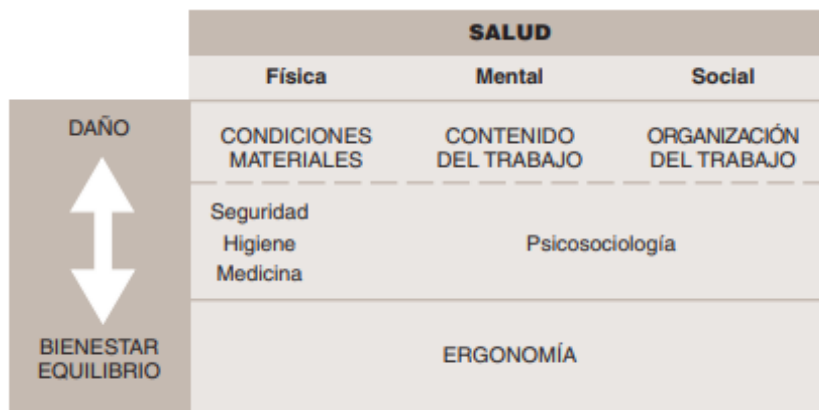 SALUD
Física Mental Social
DAÑO
CONDICIONES MATERIALES
CONTENIDO DEL TRABAJO
ORGANIZACIÓN DEL TRABAJO
Seguridad
Higiene
Medicina
Psicosociología
BIENESTAR
EQUILIBRIO
ERGONOMÍA